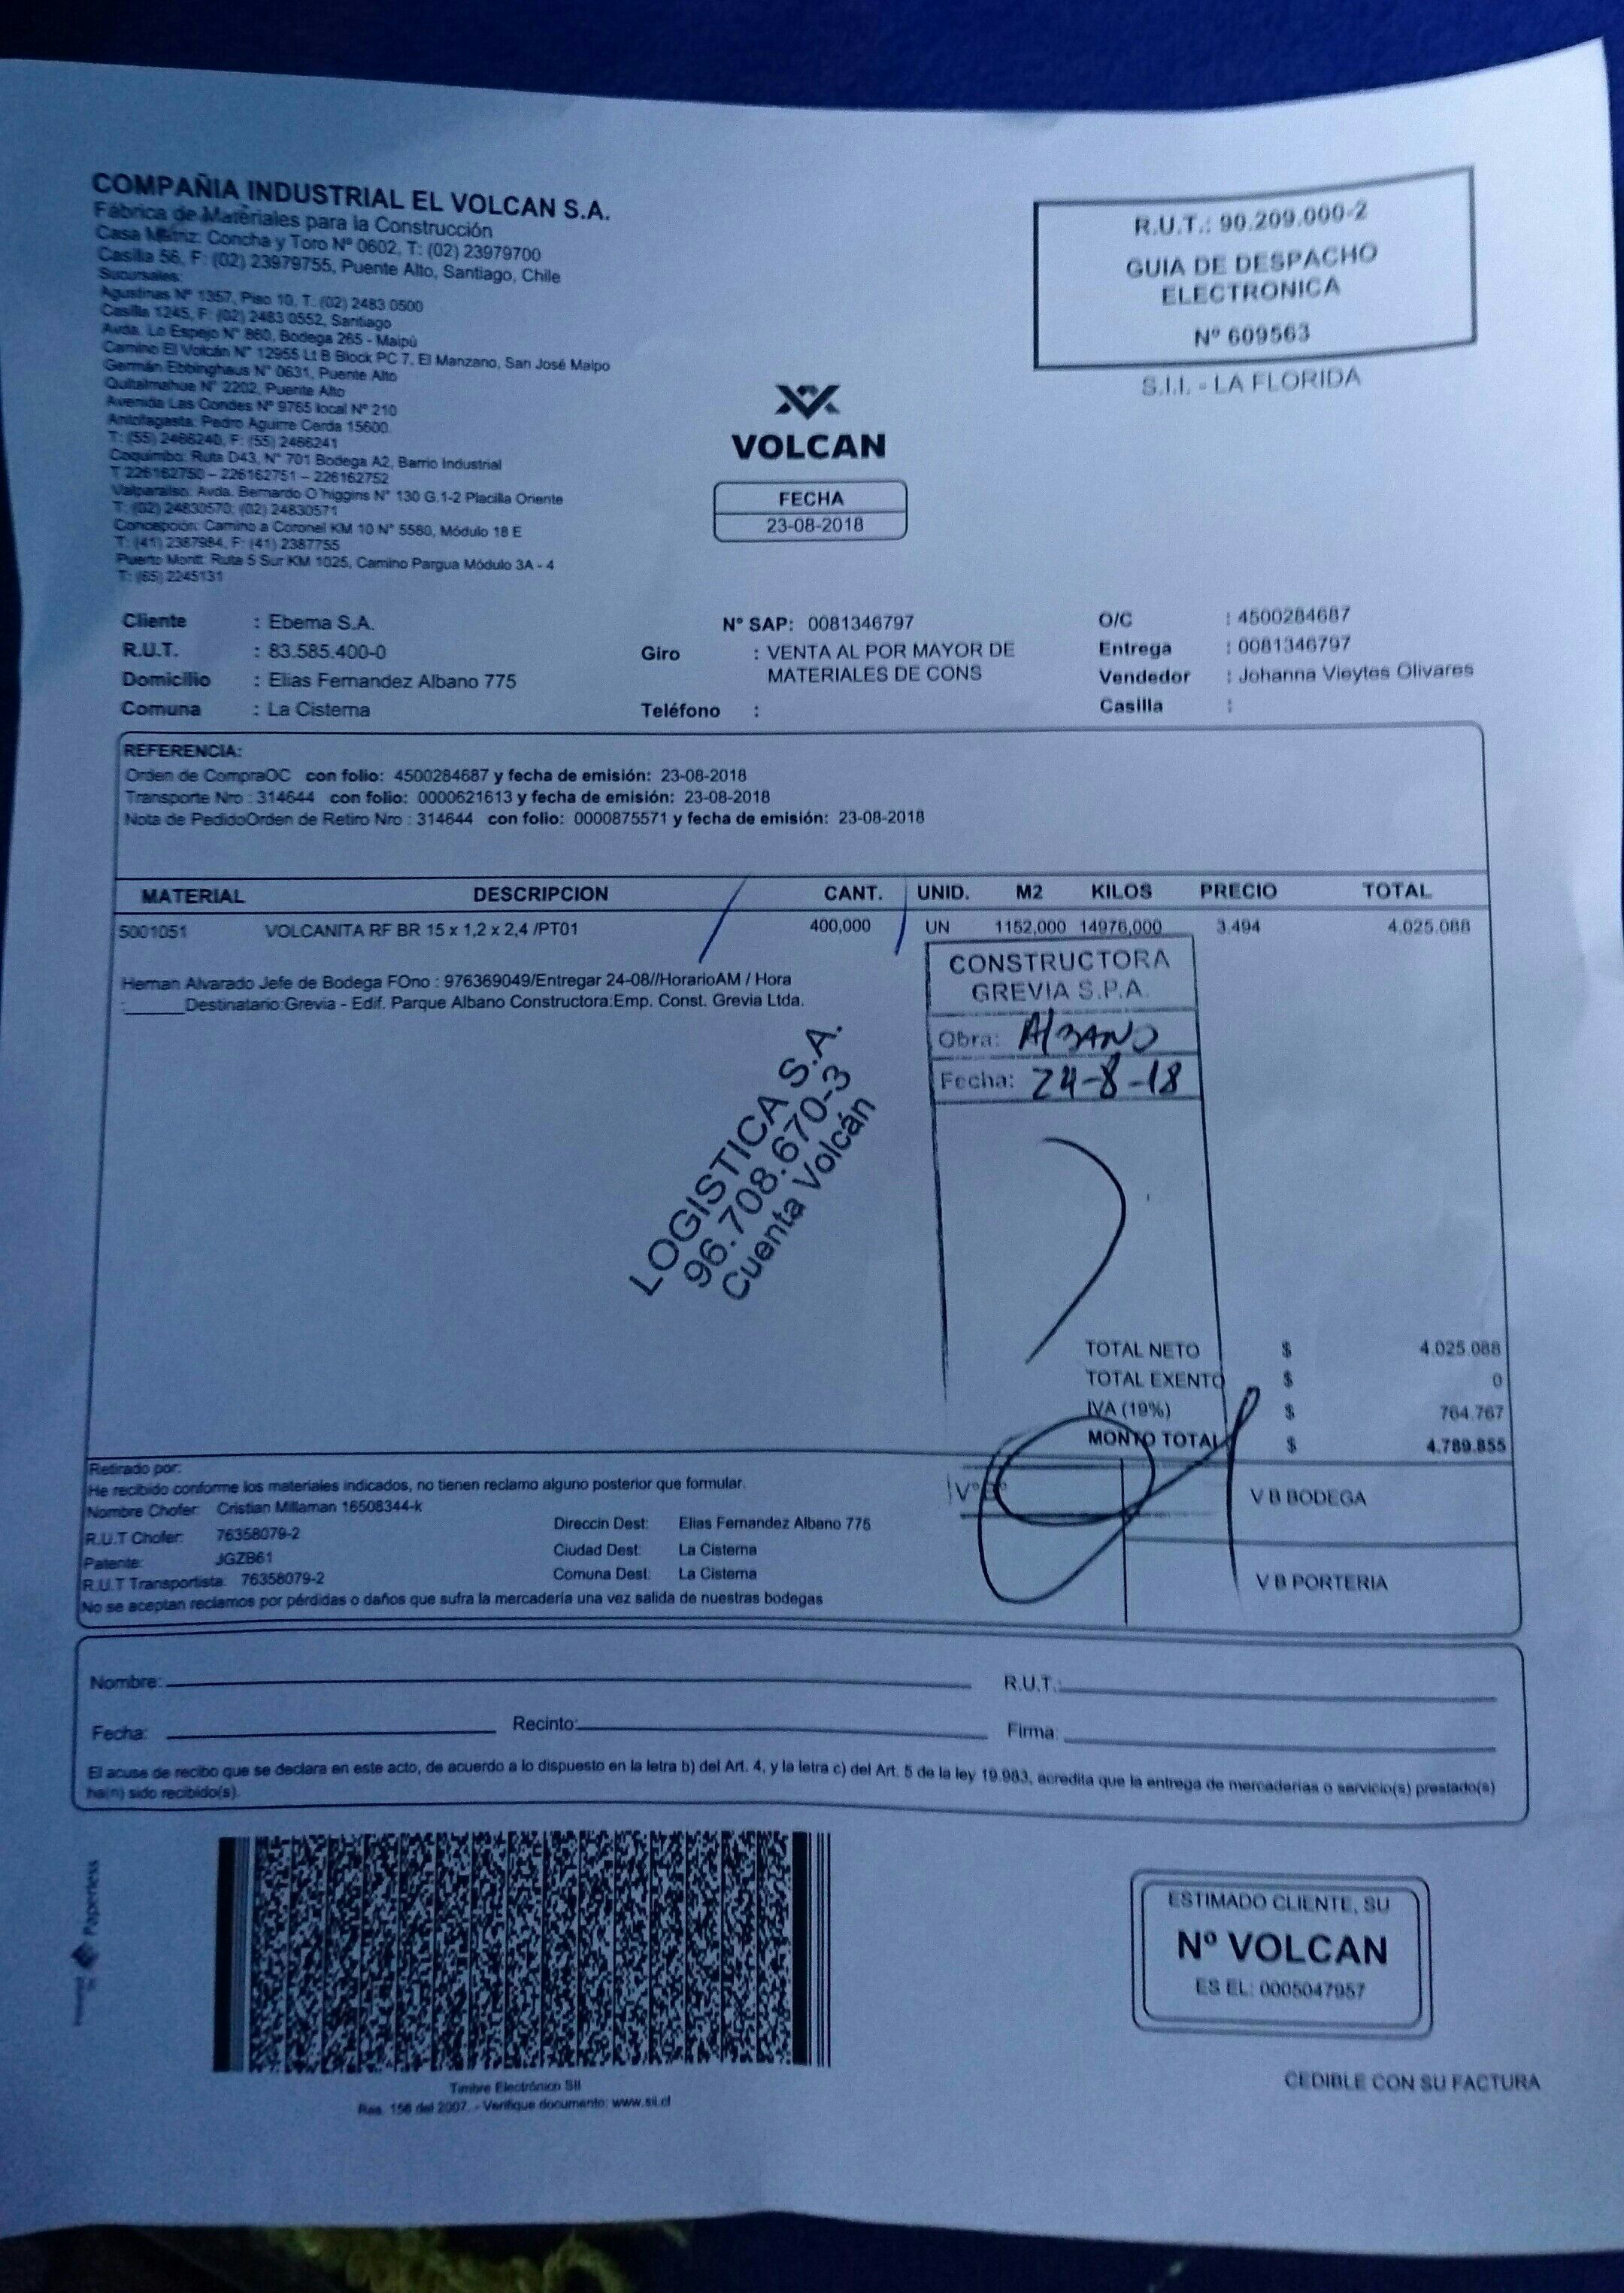 COMPAÑIA INDUSTRIAL EL VOLCAN S.A.
Fábrica de Materiales para la Construcción
Casa Matriz: Concha y Toro Nº 0602, T: (02) 23979700
Casilla 56, F: (02) 23979755, Puente Alto, Santiago, Chile
Sucursales:
Agustinas Nº 1357, Piso 10, T: (02) 2483 0500
Casilla 1245, F: (02) 2483 0552, Santiago
Avda. Lo Espejo N° 860, Bodega 265 - Maipú
Camino El Volcán N° 12955 Lt B Block PC 7, El Manzano, San José Maipo
Germán Ebbinghaus N° 0631, Puente Alto
Quitalmahue N° 2202, Puente Alto
Avenida Las Condes Nº 9765 local Nº 210
Antofagasta: Pedro Aguirre Cerda 15600
T: (55) 2466240, F: (55) 2466241
Coquimbo: Ruta D43, N° 701 Bodega A2, Barrio Industrial
T 226162750 – 226162751 – 226162752
Valparaíso: Avda. Bernardo O'higgins N° 130 G.1-2 Placilla Oriente
T: (02) 24830570; (02) 24830571
Concepción: Camino a Coronel KM 10 N° 5580, Módulo 18 E
T: (41) 2387984, F: (41) 2387755
Puerto Montt: Ruta 5 Sur KM 1025, Camino Pargua Módulo 3A - 4
T: (65) 2245131
R.U.T.: 90.209.000-2
GUIA DE DESPACHO
ELECTRONICA
Nº 609563
S.I.I. - LA FLORIDA
VOLCAN
FECHA
23-08-2018
Cliente : Ebema S.A. Nº SAP: 0081346797 O/C : 4500284687
R.U.T. : 83.585.400-0 Giro : VENTA AL POR MAYOR DE Entrega : 0081346797
Domicilio : Elias Fernandez Albano 775 MATERIALES DE CONS Vendedor : Johanna Vieytes Olivares
Comuna : La Cisterna Teléfono : Casilla :
REFERENCIA:
Orden de CompraOC con folio: 4500284687 y fecha de emisión: 23-08-2018
Transporte Nro : 314644 con folio: 0000621613 y fecha de emisión: 23-08-2018
Nota de PedidoOrden de Retiro Nro : 314644 con folio: 0000875571 y fecha de emisión: 23-08-2018
MATERIAL DESCRIPCION CANT. UNID. M2 KILOS PRECIO TOTAL
5001051 VOLCANITA RF BR 15 x 1,2 x 2,4 /PT01 400,000 UN 1152,000 14976,000 3.494 4.025.088
Hernan Alvarado Jefe de Bodega FOno : 976369049/Entregar 24-08//HorarioAM / Hora
:______Destinatario:Grevia - Edif. Parque Albano Constructora:Emp. Const. Grevia Ltda.
CONSTRUCTORA
GREVIA S.P.A.
Obra: AlBANO
Fecha: 24-8-18
LOGISTICA S.A.
96.708.670-3
Cuenta Volcán
TOTAL NETO $ 4.025.088
TOTAL EXENTO $ 0
IVA (19%) $ 764.767
MONTO TOTAL $ 4.789.855
Retirado por:
He recibido conforme los materiales indicados, no tienen reclamo alguno posterior que formular.
Nombre Chofer: Cristian Millaman 16508344-k
R.U.T Chofer: 76358079-2 Direccin Dest: Elias Fernandez Albano 775
Patente: JGZB61 Ciudad Dest: La Cisterna
R.U.T Transportista: 76358079-2 Comuna Dest: La Cisterna
No se aceptan reclamos por pérdidas o daños que sufra la mercadería una vez salida de nuestras bodegas
V B BODEGA
V B PORTERIA
Nombre: R.U.T.:
Fecha: Recinto: Firma:
El acuse de recibo que se declara en este acto, de acuerdo a lo dispuesto en la letra b) del Art. 4, y la letra c) del Art. 5 de la ley 19.983, acredita que la entrega de mercaderías o servicio(s) prestado(s)
ha(n) sido recibido(s).
Paperless
Timbre Electrónico SII
Res. 156 del 2007. - Verifique documento: www.sii.cl
ESTIMADO CLIENTE, SU
Nº VOLCAN
ES EL: 0005047957
CEDIBLE CON SU FACTURA